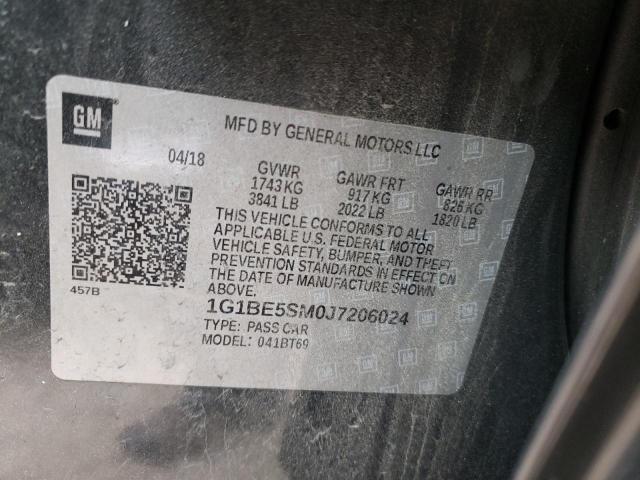 GM
MFD BY GENERAL MOTORS LLC
04/18
GVWR GAWR FRT GAWR RR
1743 KG 917 KG 826 KG
3841 LB 2022 LB 1820 LB
THIS VEHICLE CONFORMS TO ALL
APPLICABLE U.S. FEDERAL MOTOR
VEHICLE SAFETY, BUMPER, AND THEFT
PREVENTION STANDARDS IN EFFECT ON
THE DATE OF MANUFACTURE SHOWN
ABOVE.
457B
1G1BE5SM0J7206024
TYPE: PASS CAR
MODEL: 041BT69